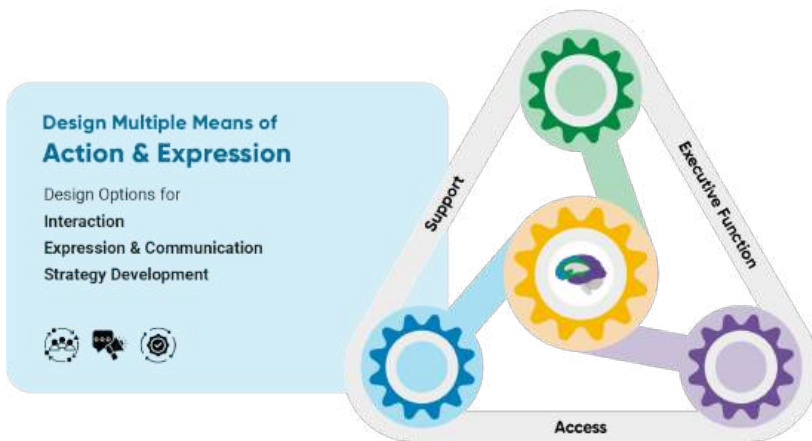 Design Multiple Means of
Action & Expression
Design Options for
Interaction
Expression & Communication
Strategy Development
Support
Executive Function
Access